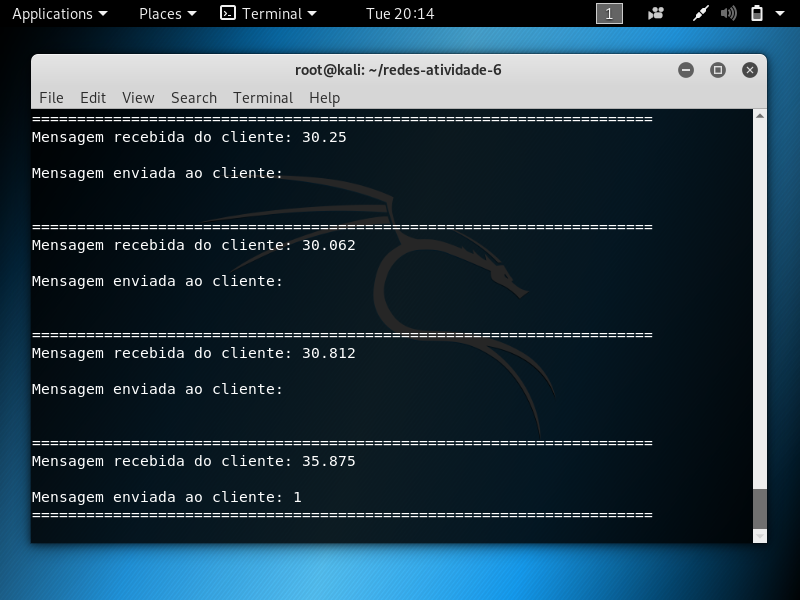 Applications Places Terminal Tue 20:14 1
root@kali: ~/redes-atividade-6
File Edit View Search Terminal Help
=====================================================================
Mensagem recebida do cliente: 30.25
Mensagem enviada ao cliente:
=====================================================================
Mensagem recebida do cliente: 30.062
Mensagem enviada ao cliente:
=====================================================================
Mensagem recebida do cliente: 30.812
Mensagem enviada ao cliente:
=====================================================================
Mensagem recebida do cliente: 35.875
Mensagem enviada ao cliente: 1
=====================================================================